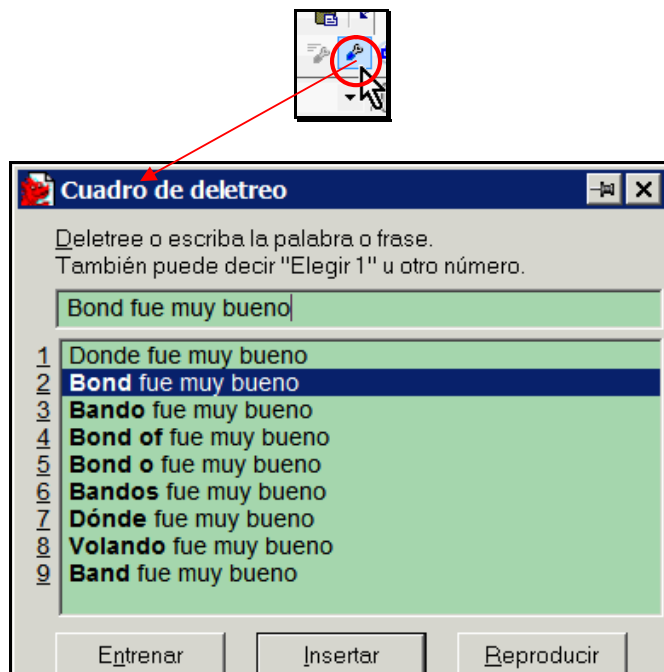 Cuadro de deletreo
Deletree o escriba la palabra o frase.
También puede decir "Elegir 1" u otro número.
Bond fue muy bueno
1 Donde fue muy bueno
2 Bond fue muy bueno
3 Bando fue muy bueno
4 Bond of fue muy bueno
5 Bond o fue muy bueno
6 Bandos fue muy bueno
7 Dónde fue muy bueno
8 Volando fue muy bueno
9 Band fue muy bueno
Entrenar Insertar Reproducir